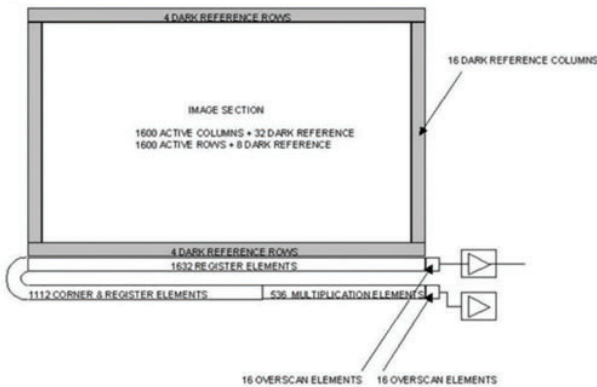 4 DARK REFERENCE ROWS
16 DARK REFERENCE COLUMNS
IMAGE SECTION
1600 ACTIVE COLUMNS + 32 DARK REFERENCE
1600 ACTIVE ROWS + 8 DARK REFERENCE
4 DARK REFERENCE ROWS
1632 REGISTER ELEMENTS
1112 CORNER & REGISTER ELEMENTS
536 MULTIPLICATION ELEMENTS
16 OVERSCAN ELEMENTS
16 OVERSCAN ELEMENTS